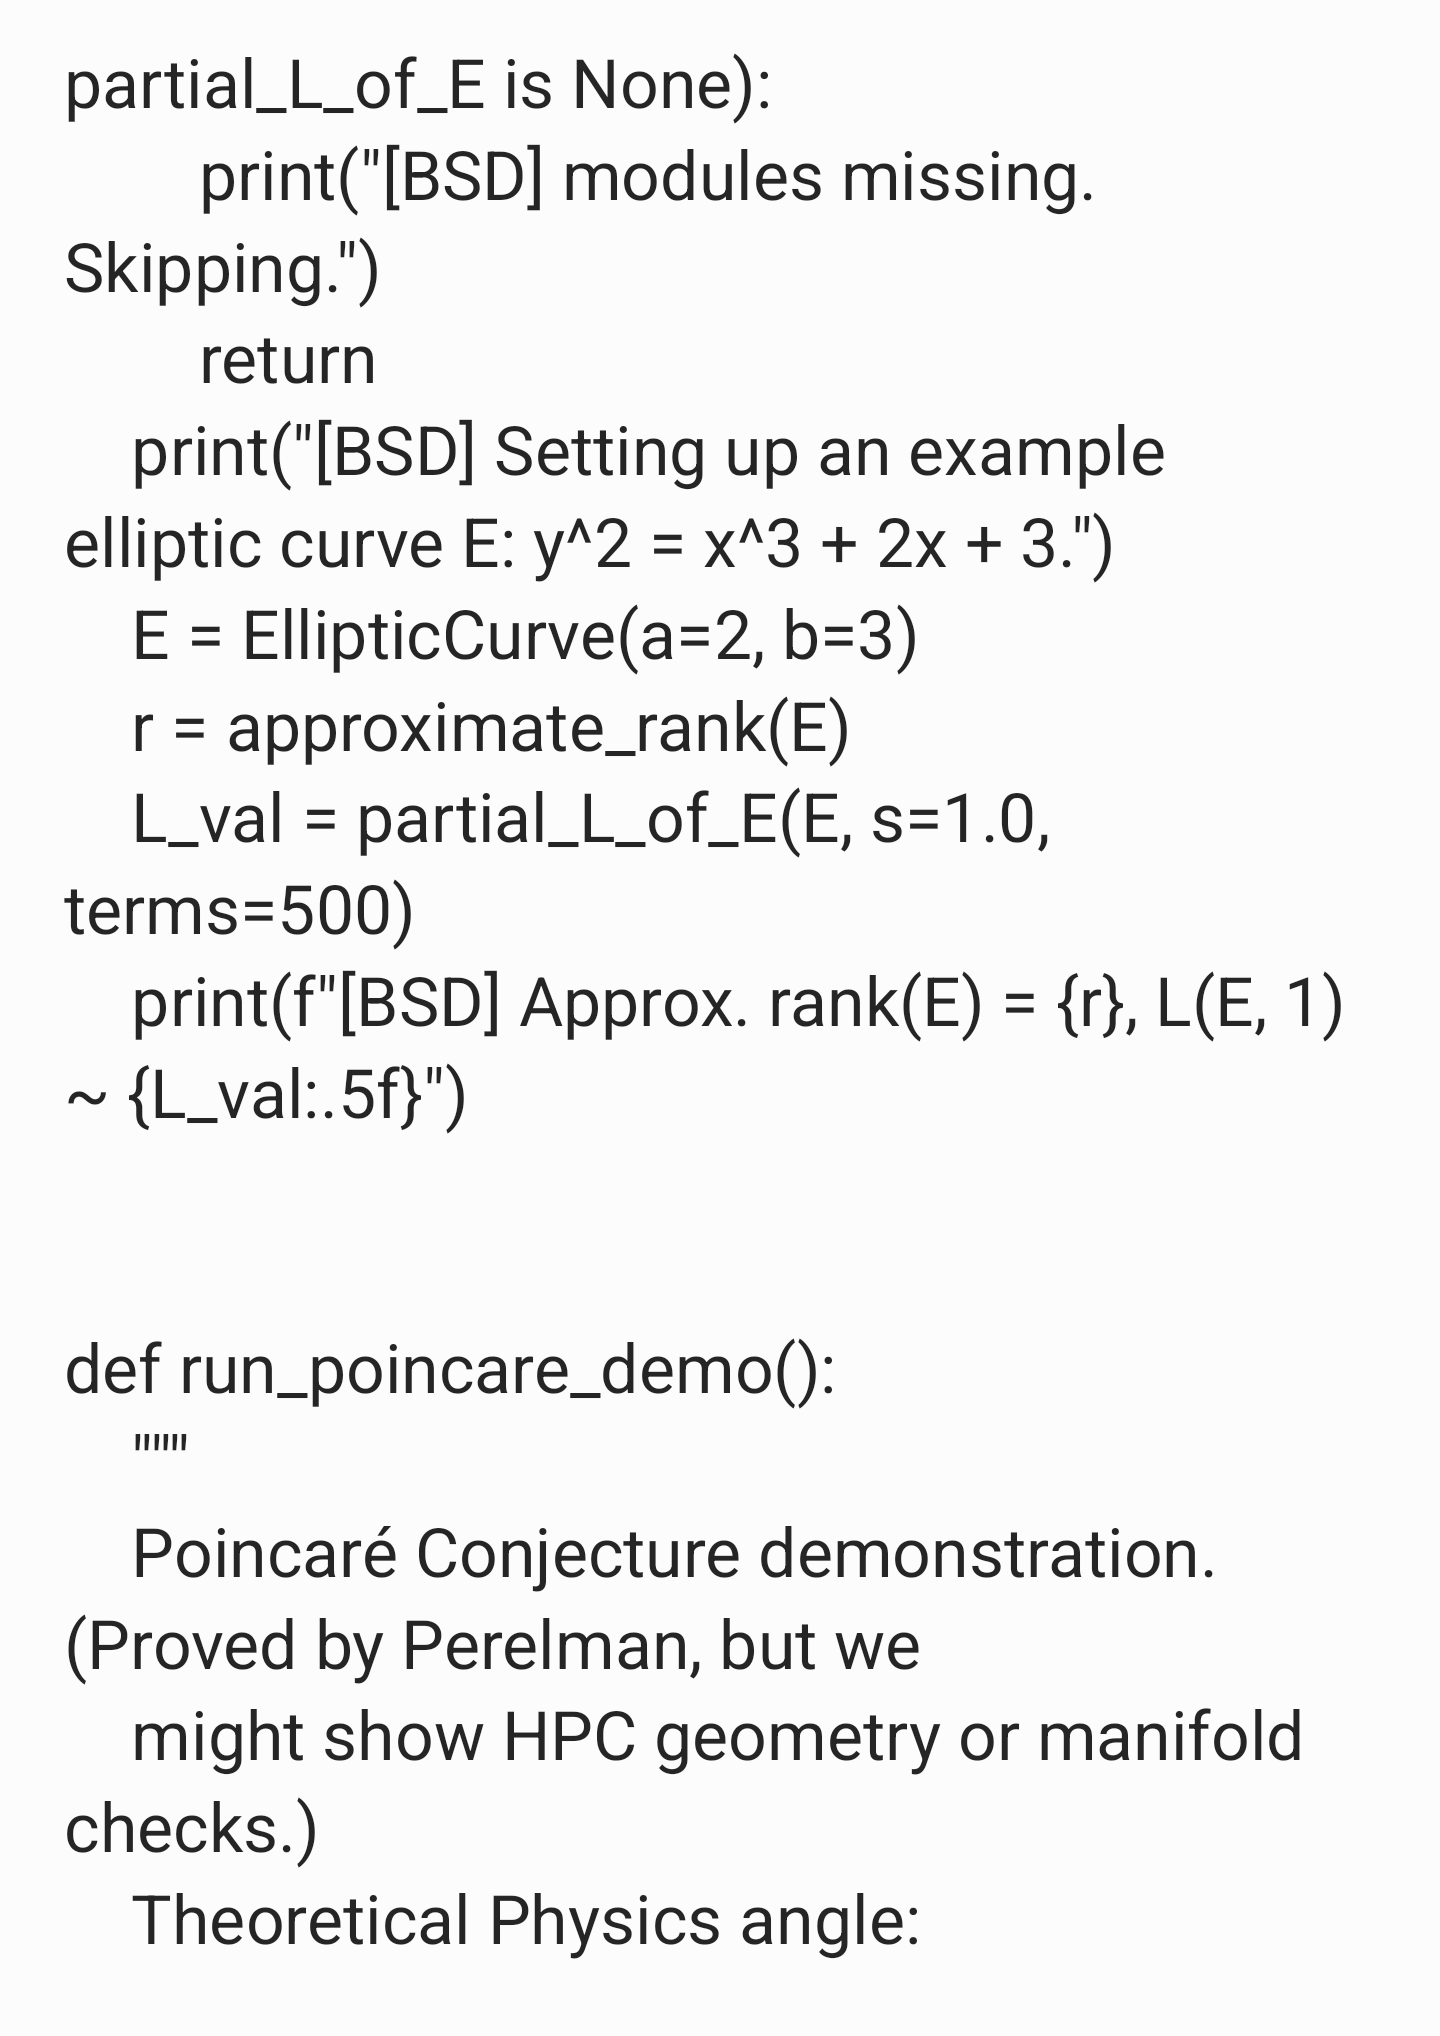 partial_L_of_E is None):
        print("[BSD] modules missing.
Skipping.")
        return
    print("[BSD] Setting up an example
elliptic curve E: y^2 = x^3 + 2x + 3.")
    E = EllipticCurve(a=2, b=3)
    r = approximate_rank(E)
    L_val = partial_L_of_E(E, s=1.0,
terms=500)
    print(f"[BSD] Approx. rank(E) = {r}, L(E, 1)
~ {L_val:.5f}")
def run_poincare_demo():
    """
    Poincaré Conjecture demonstration.
(Proved by Perelman, but we
    might show HPC geometry or manifold
checks.)
    Theoretical Physics angle: